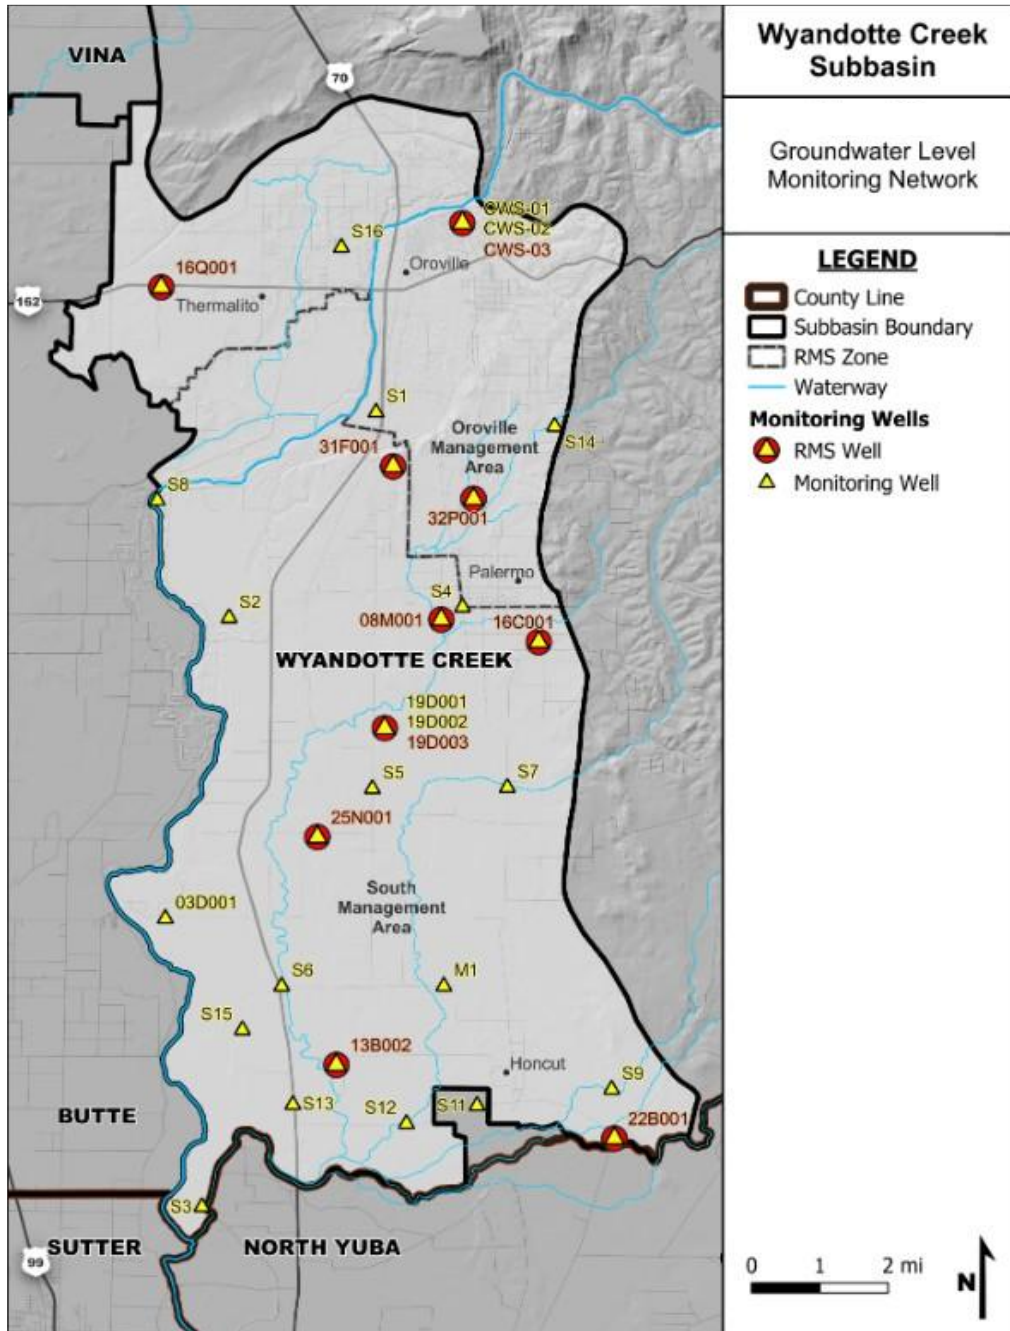 Wyandotte Creek
Subbasin
Groundwater Level
Monitoring Network
LEGEND
County Line
Subbasin Boundary
RMS Zone
Waterway
Monitoring Wells
RMS Well
Monitoring Well
0 1 2 mi
N
VINA
70
CWS-01
CWS-02
CWS-03
S16
Oroville
16Q001
162
Thermalito
S1
Oroville
Management
Area
S14
31F001
S8
32P001
Palermo
S4
S2
08M001
16C001
WYANDOTTE CREEK
19D001
19D002
19D003
S5
S7
25N001
South
Management
Area
03D001
S6
M1
S15
13B002
Honcut
S9
BUTTE
S13
S12
S11
22B001
S3
SUTTER
NORTH YUBA
99